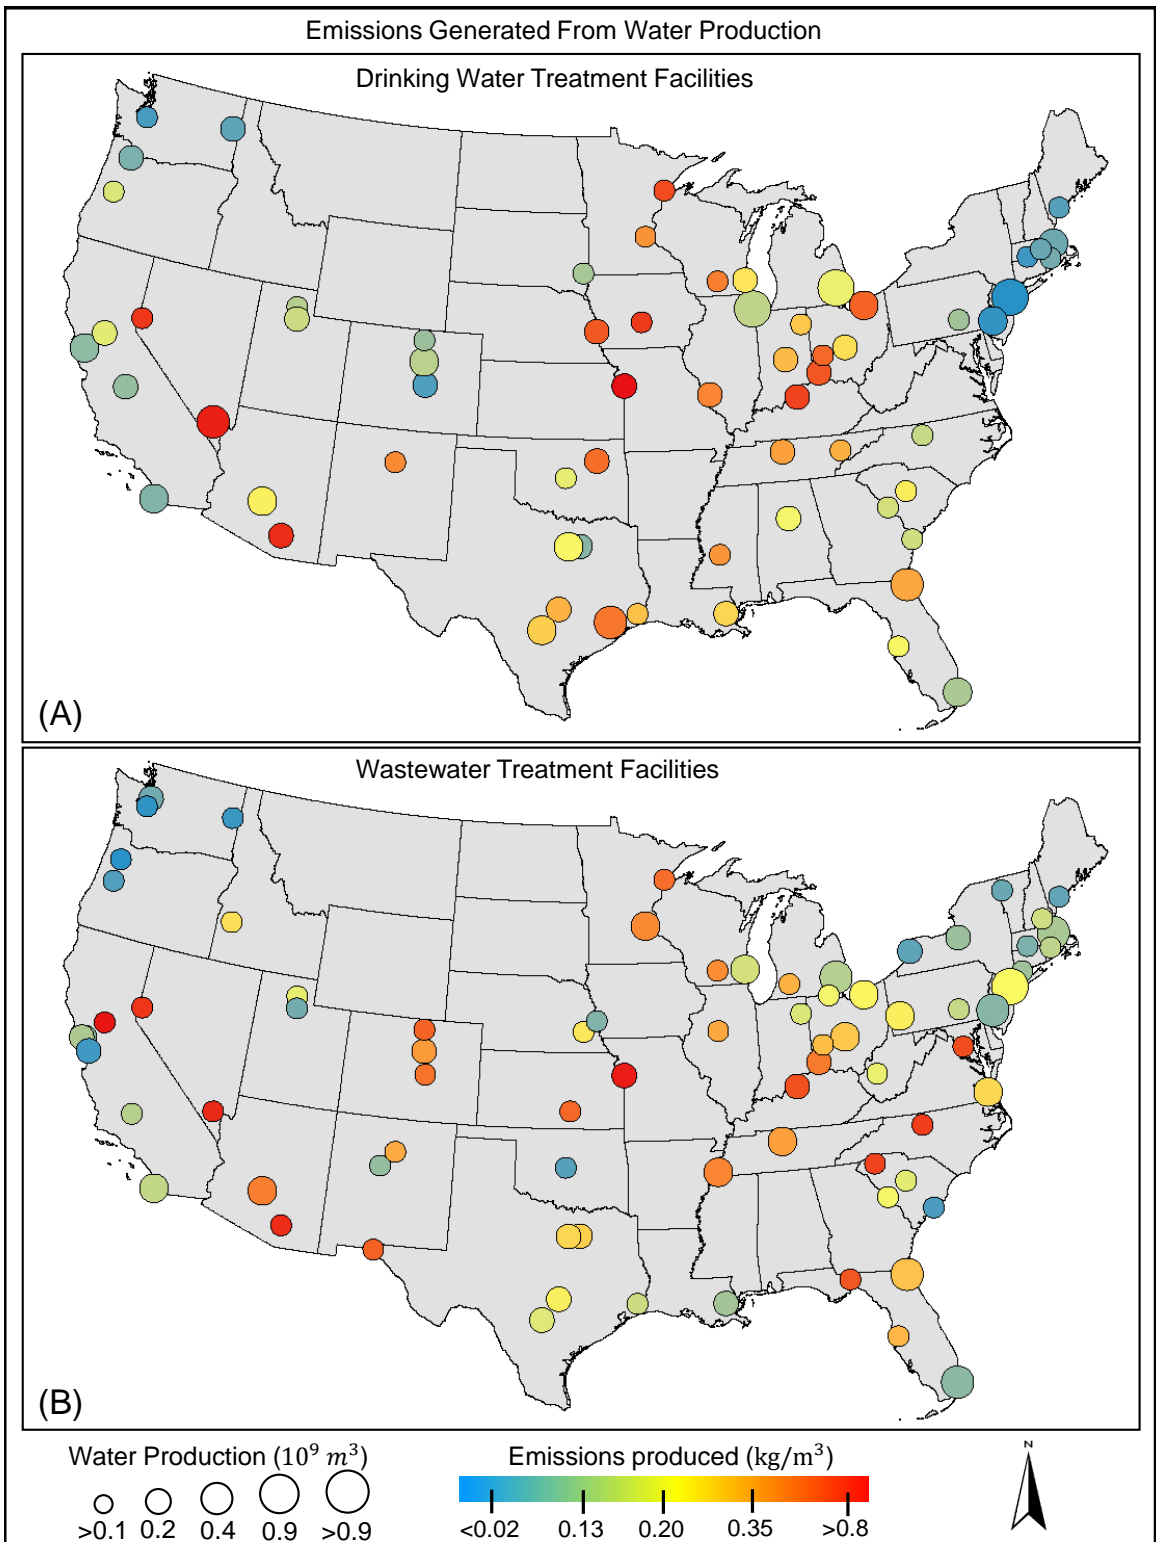 Emissions Generated From Water Production
Drinking Water Treatment Facilities
(A)
Wastewater Treatment Facilities
(B)
Water Production (10⁹ m³)
>0.1 0.2 0.4 0.9 >0.9
Emissions produced (kg/m³)
<0.02 0.13 0.20 0.35 >0.8
N